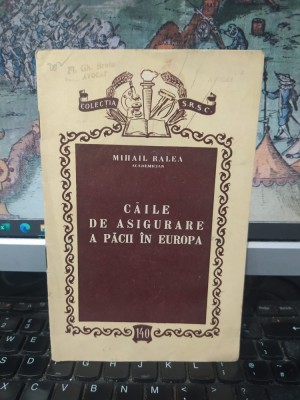 COLECȚIA S.R.S.C.
MIHAIL RALEA
ACADEMICIAN
CĂILE
DE ASIGURARE
A PĂCII ÎN EUROPA
140